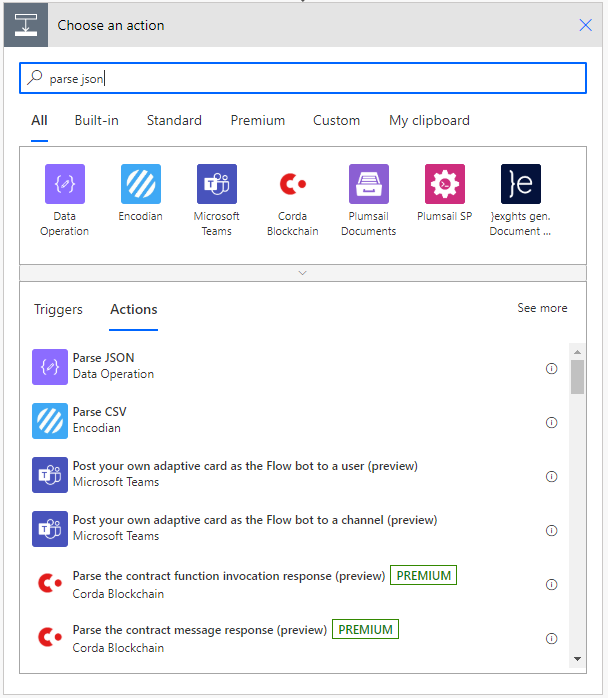 Choose an action
parse json
All
Built-in
Standard
Premium
Custom
My clipboard
Data
Operation
Encodian
Microsoft
Teams
Corda
Blockchain
Plumsail
Documents
Plumsail SP
}exghts gen.
Document ...
Triggers
Actions
See more
Parse JSON
Data Operation
Parse CSV
Encodian
Post your own adaptive card as the Flow bot to a user (preview)
Microsoft Teams
Post your own adaptive card as the Flow bot to a channel (preview)
Microsoft Teams
Parse the contract function invocation response (preview) PREMIUM
Corda Blockchain
Parse the contract message response (preview) PREMIUM
Corda Blockchain